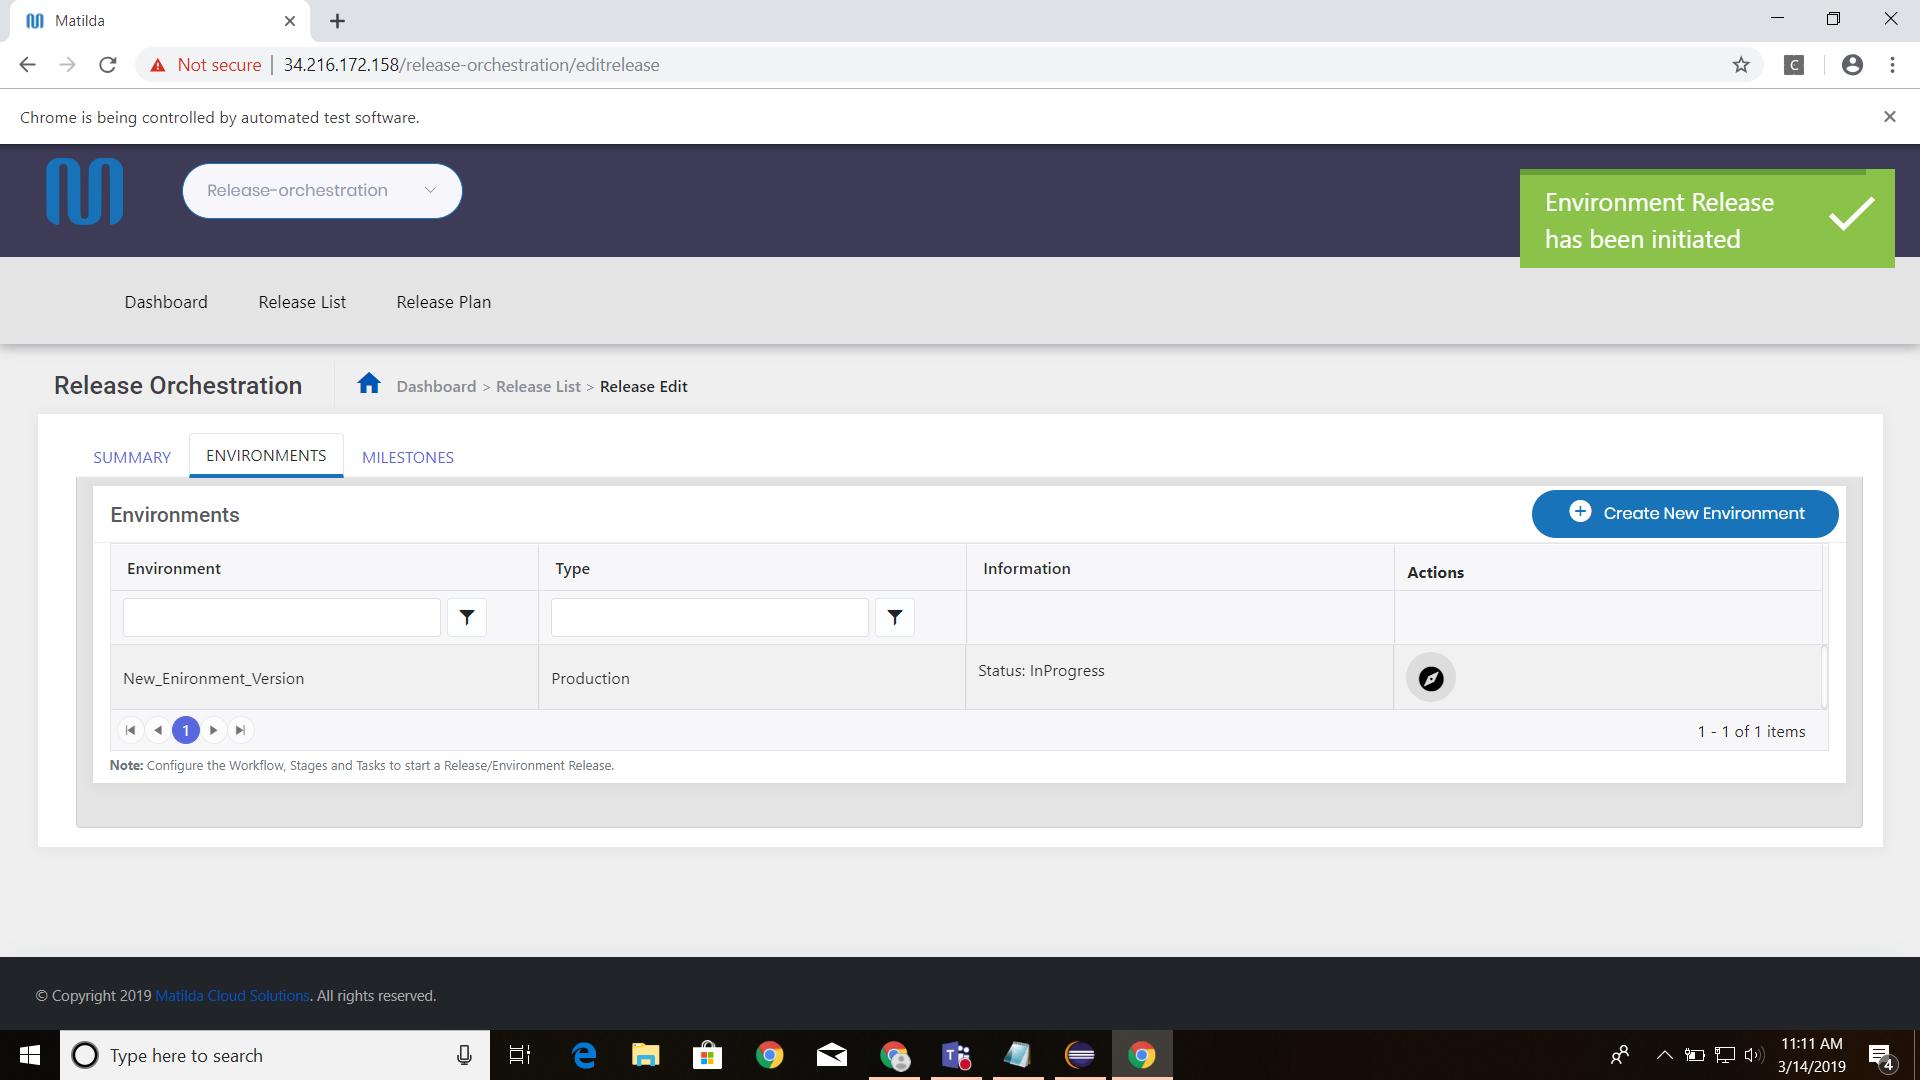 Matilda
Not secure
34.216.172.158/release-orchestration/editrelease
C
Chrome is being controlled by automated test software.
Release-orchestration
Environment Release
has been initiated
Dashboard
Release List
Release Plan
Release Orchestration
Dashboard > Release List > Release Edit
SUMMARY
ENVIRONMENTS
MILESTONES
Environments
Create New Environment
Environment
Type
Information
Actions
New_Enironment_Version
Production
Status: InProgress
1
1 - 1 of 1 items
Note: Configure the Workflow, Stages and Tasks to start a Release/Environment Release.
© Copyright 2019 Matilda Cloud Solutions. All rights reserved.
Type here to search
11:11 AM
3/14/2019
4